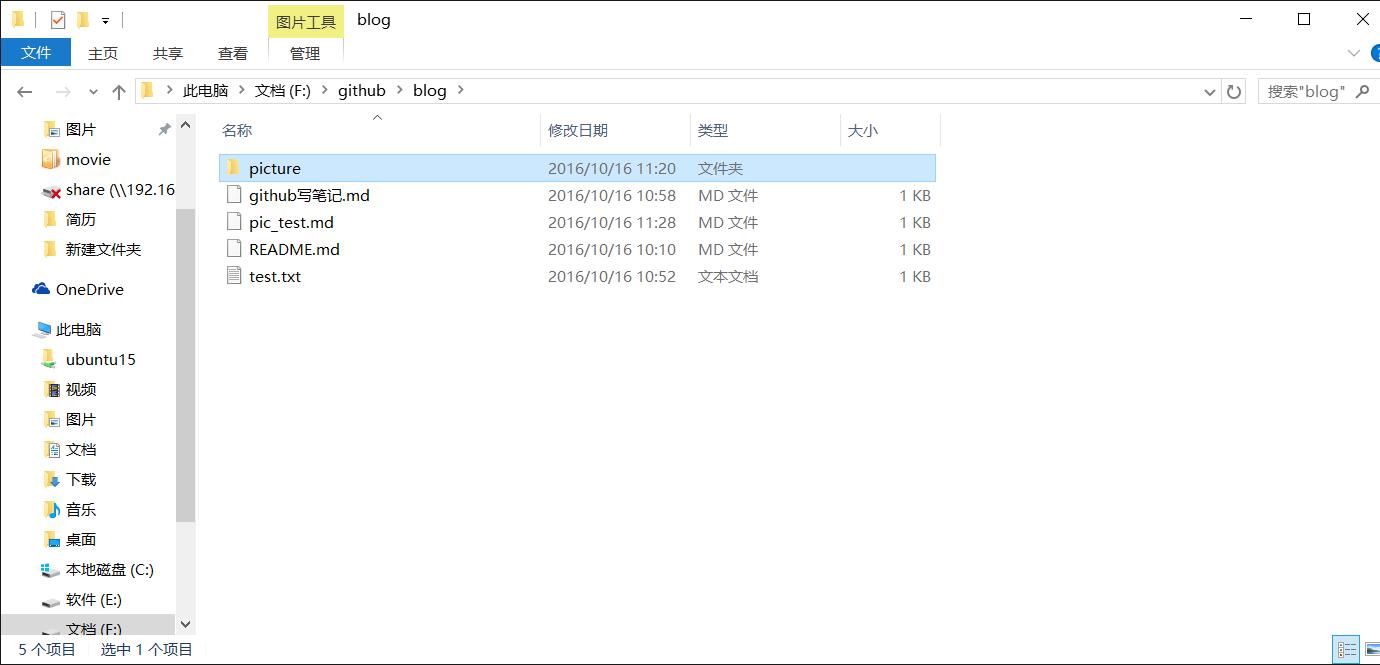 图片工具 blog
文件 主页 共享 查看 管理
此电脑 文档 (F:) github blog 搜索"blog"
名称 修改日期 类型 大小
picture 2016/10/16 11:20 文件夹
github写笔记.md 2016/10/16 10:58 MD 文件 1 KB
pic_test.md 2016/10/16 11:28 MD 文件 1 KB
README.md 2016/10/16 10:10 MD 文件 1 KB
test.txt 2016/10/16 10:52 文本文档 1 KB
图片
movie
share (\\192.16
简历
新建文件夹
OneDrive
此电脑
ubuntu15
视频
图片
文档
下载
音乐
桌面
本地磁盘 (C:)
软件 (E:)
文档 (F:)
5 个项目 选中 1 个项目